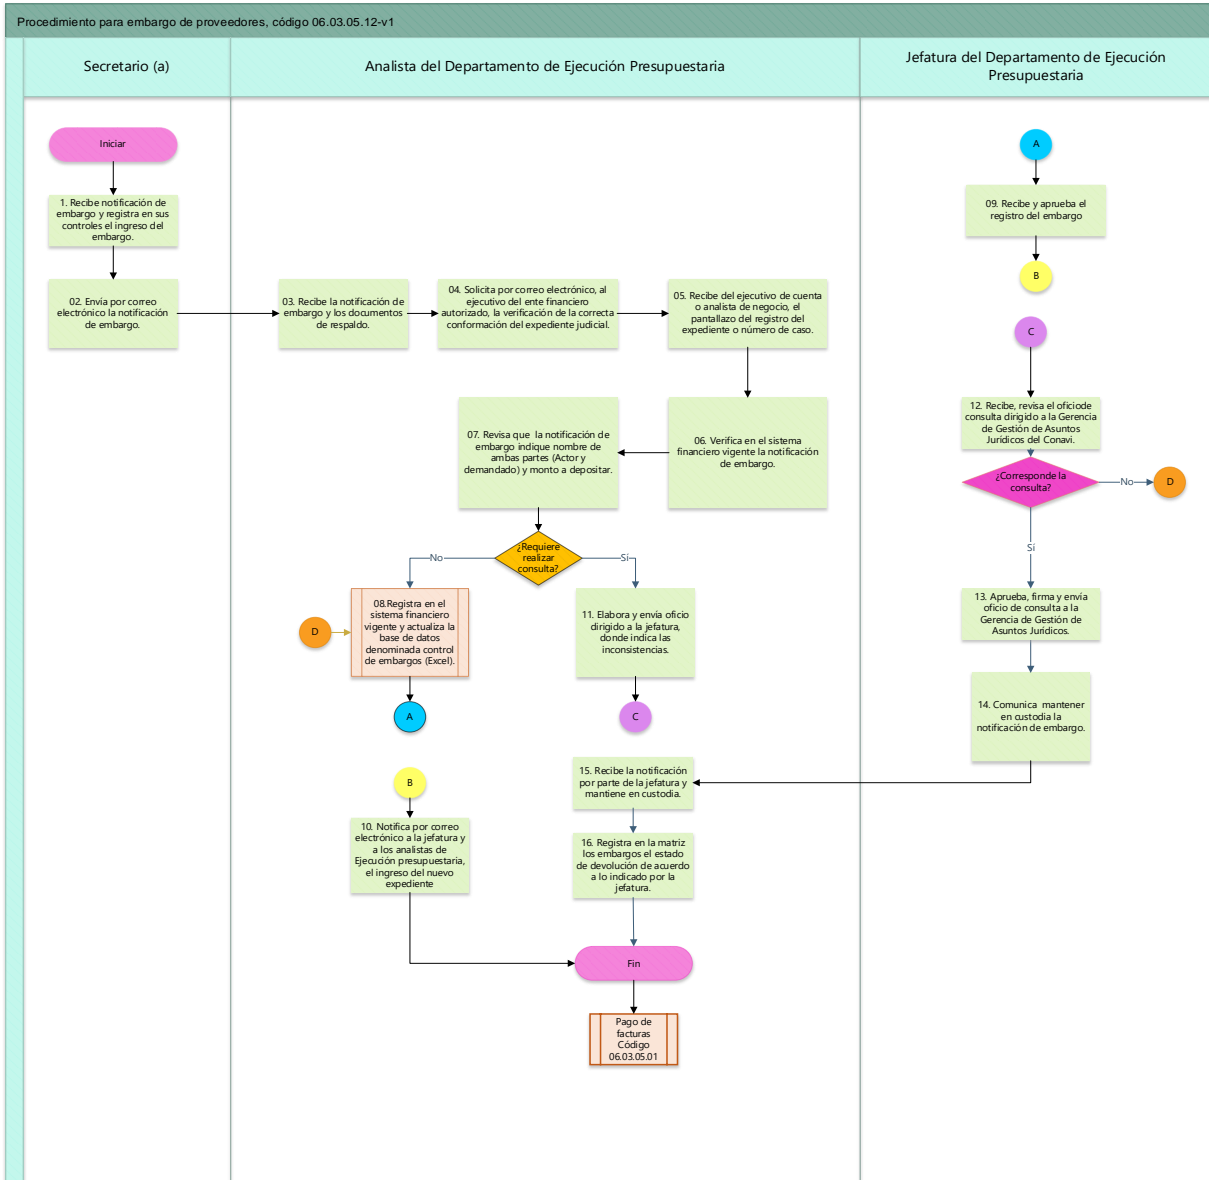 Procedimiento para embargo de proveedores, código 06.03.05.12-v1
Secretario (a)
Analista del Departamento de Ejecución Presupuestaria
Jefatura del Departamento de Ejecución
Presupuestaria
Iniciar
1. Recibe notificación de
embargo y registra en sus
controles el ingreso del
embargo.
02. Envía por correo
electrónico la notificación
de embargo.
03. Recibe la notificación de
embargo y los documentos
de respaldo.
04. Solicita por correo electrónico, al
ejecutivo del ente financiero
autorizado, la verificación de la correcta
conformación del expediente judicial.
05. Recibe del ejecutivo de cuenta
o analista de negocio, el
pantallazo del registro del
expediente o número de caso.
06. Verifica en el sistema
financiero vigente la notificación
de embargo.
07. Revisa que  la notificación de
embargo indique nombre de
ambas partes (Actor y
demandado) y monto a depositar.
¿Requiere
realizar
consulta?
No
Sí
08.Registra en el
sistema financiero
vigente y actualiza la
base de datos
denominada control
de embargos (Excel).
D
A
11. Elabora y envía oficio
dirigido a la jefatura,
donde indica las
inconsistencias.
C
B
10. Notifica por correo
electrónico a la jefatura y
a los analistas de
Ejecución presupuestaria,
el ingreso del nuevo
expediente
15. Recibe la notificación
por parte de la jefatura y
mantiene en custodia.
16. Registra en la matriz
los embargos el estado
de devolución de acuerdo
a lo indicado por la
jefatura.
Fin
Pago de
facturas
Código
06.03.05.01
A
09. Recibe y aprueba el
registro del embargo
B
C
12. Recibe, revisa el oficiode
consulta dirigido a la Gerencia
de Gestión de Asuntos
Jurídicos del Conavi.
¿Corresponde la
consulta?
No
D
Sí
13. Aprueba, firma y envía
oficio de consulta a la
Gerencia de Gestión de
Asuntos Jurídicos.
14. Comunica  mantener
en custodia la
notificación de embargo.